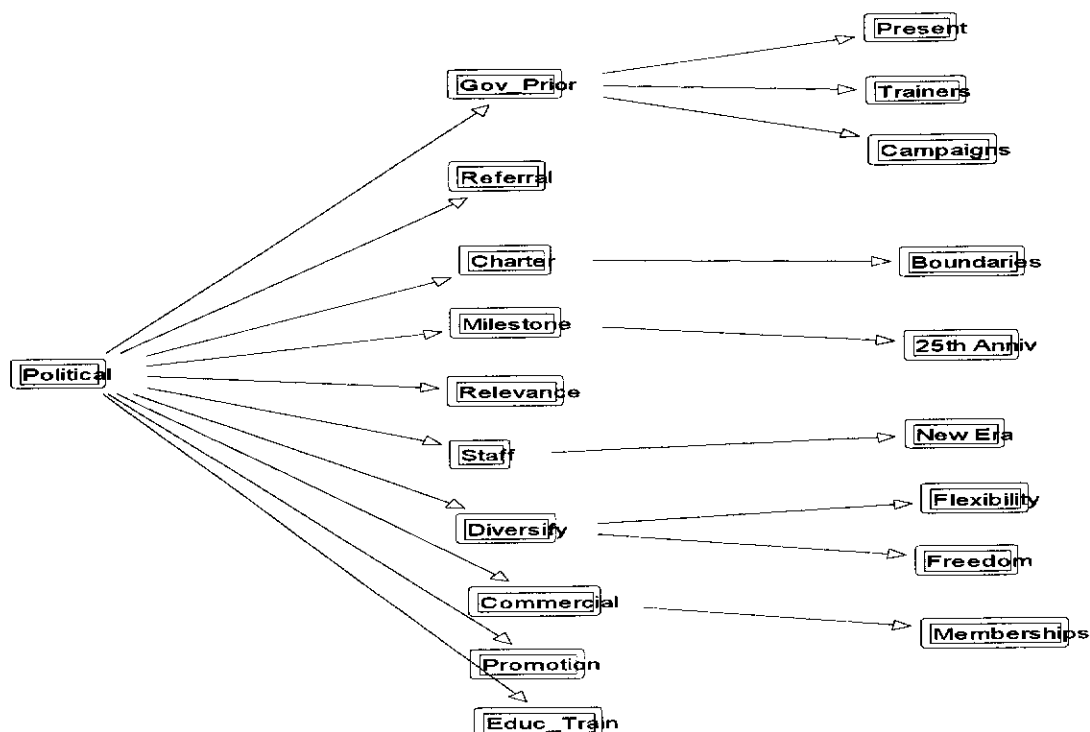 Present
Gov_Prior
Trainers
Campaigns
Referral
Charter
Boundaries
Milestone
25th Anniv
Political
Relevance
New Era
Staff
Flexibility
Diversify
Freedom
Commercial
Memberships
Promotion
Educ_Train